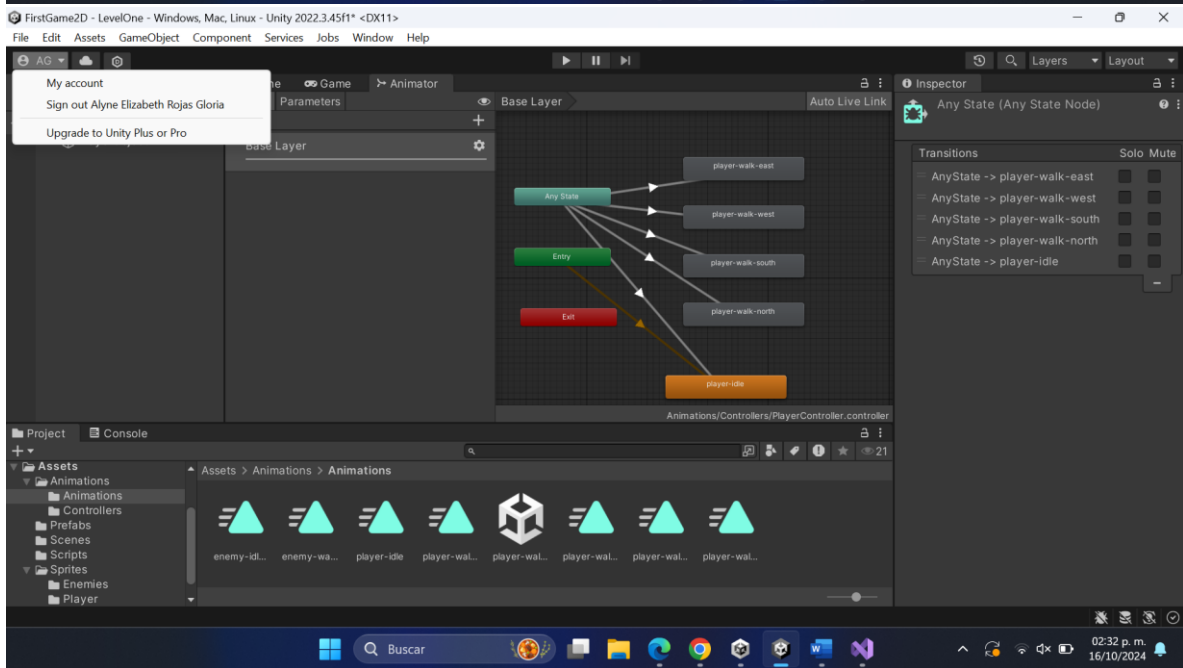 FirstGame2D - LevelOne - Windows, Mac, Linux - Unity 2022.3.45f1* <DX11>
File Edit Assets GameObject Component Services Jobs Window Help
AG
Layers
Layout
My account
Sign out Alyne Elizabeth Rojas Gloria
Upgrade to Unity Plus or Pro
ne
Game
Animator
Parameters
Base Layer
Auto Live Link
Base Layer
Any State
Entry
Exit
player-walk-east
player-walk-west
player-walk-south
player-walk-north
player-idle
Animations/Controllers/PlayerController.controller
Inspector
Any State (Any State Node)
Transitions Solo Mute
AnyState -> player-walk-east
AnyState -> player-walk-west
AnyState -> player-walk-south
AnyState -> player-walk-north
AnyState -> player-idle
Project
Console
21
Assets
Animations
Animations
Controllers
Prefabs
Scenes
Scripts
Sprites
Enemies
Player
Assets > Animations > Animations
enemy-idl...
enemy-wa...
player-idle
player-wal...
player-wal...
player-wal...
player-wal...
player-wal...
Buscar
02:32 p. m.
16/10/2024